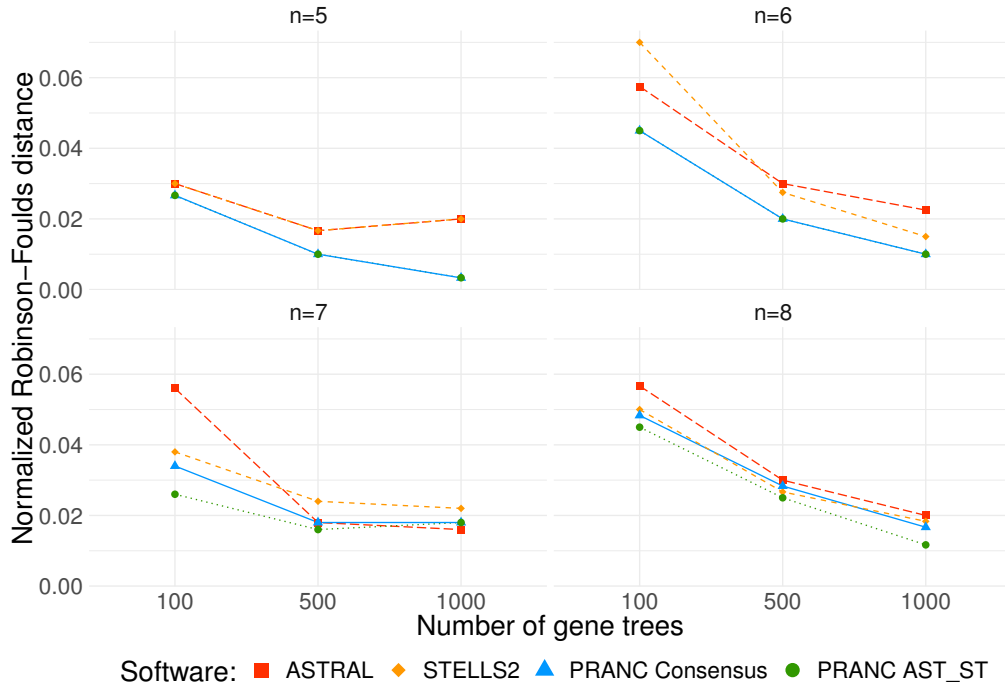 n=5
n=6
0.06
0.04
0.02
0.00
n=7
n=8
0.06
0.04
0.02
0.00
Normalized Robinson−Foulds distance
100
500
1000
100
500
1000
Number of gene trees
Software: ASTRAL STELLS2 PRANC Consensus PRANC AST_ST